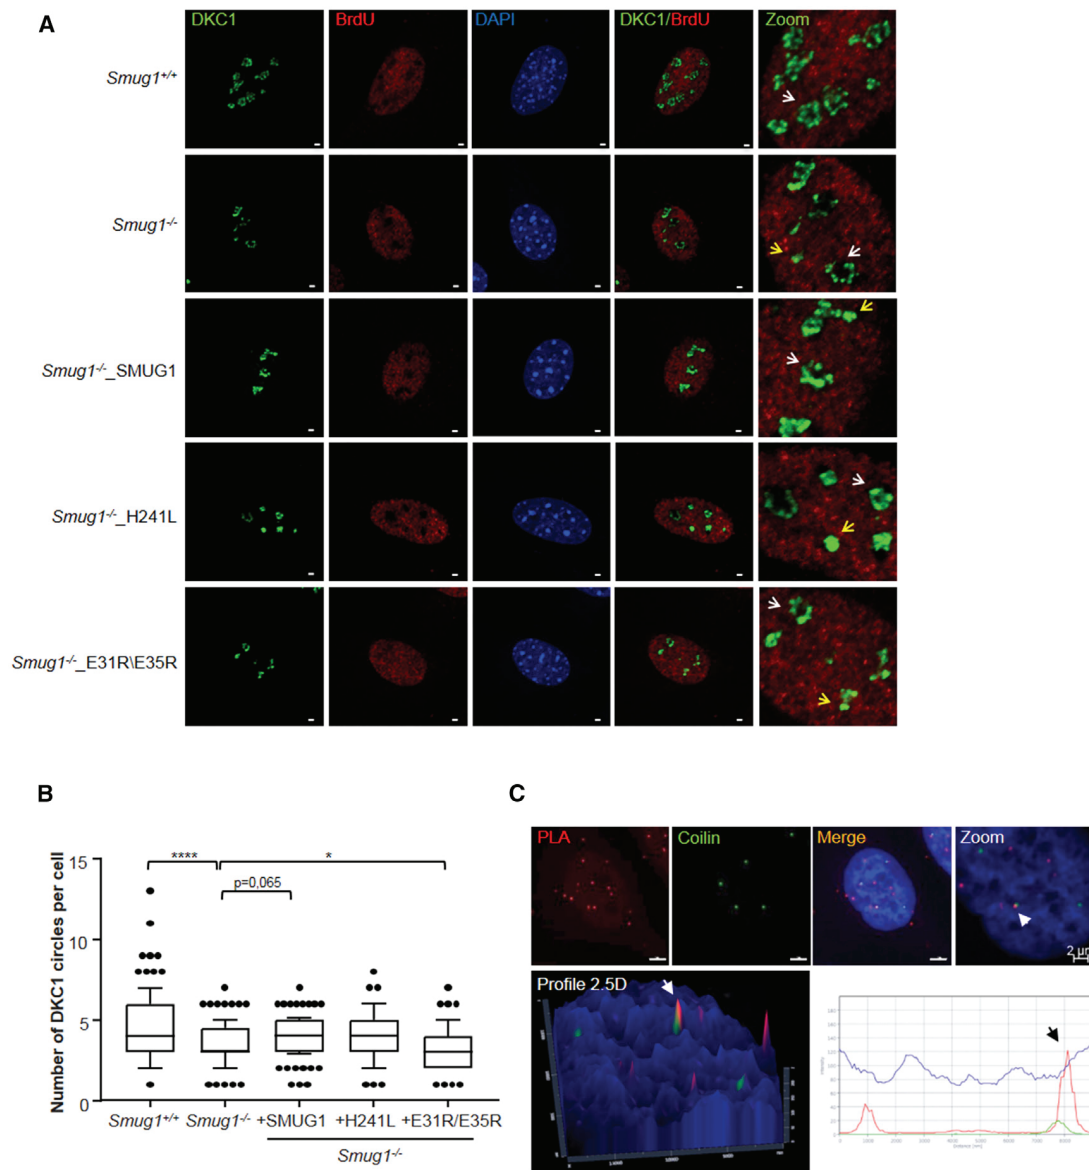 A
DKC1 BrdU DAPI DKC1/BrdU Zoom
Smug1+/+
Smug1-/-
Smug1-/-_SMUG1
Smug1-/-_H241L
Smug1-/-_E31R\E35R
B
Number of DKC1 circles per cell
15
10
5
0
****
*
p=0,065
Smug1+/+ Smug1-/- +SMUG1 +H241L +E31R/E35R
Smug1-/-
C
PLA Coilin Merge Zoom
Profile 2.5D